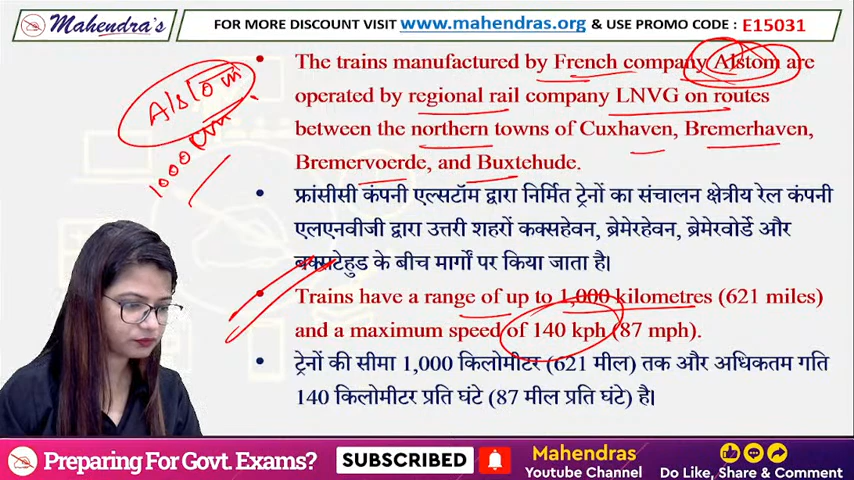 Mahendra's
FOR MORE DISCOUNT VISIT www.mahendras.org & USE PROMO CODE : E15031
• The trains manufactured by French company Alstom are
operated by regional rail company LNVG on routes
between the northern towns of Cuxhaven, Bremerhaven,
Bremervoerde, and Buxtehude.
Alstom
1000
• फ्रांसीसी कंपनी एल्सटॉम द्वारा निर्मित ट्रेनों का संचालन क्षेत्रीय रेल कंपनी
एलएनवीजी द्वारा उत्तरी शहरों कक्सहेवन, ब्रेमेरहेवन, ब्रेमेरवोर्डे और
बक्सटेहुड के बीच मार्गों पर किया जाता है।
• Trains have a range of up to 1,000 kilometres (621 miles)
and a maximum speed of 140 kph (87 mph).
• ट्रेनों की सीमा 1,000 किलोमीटर (621 मील) तक और अधिकतम गति
140 किलोमीटर प्रति घंटे (87 मील प्रति घंटे) है।
Preparing For Govt. Exams?
SUBSCRIBED
Mahendras
Youtube Channel
Do Like, Share & Comment